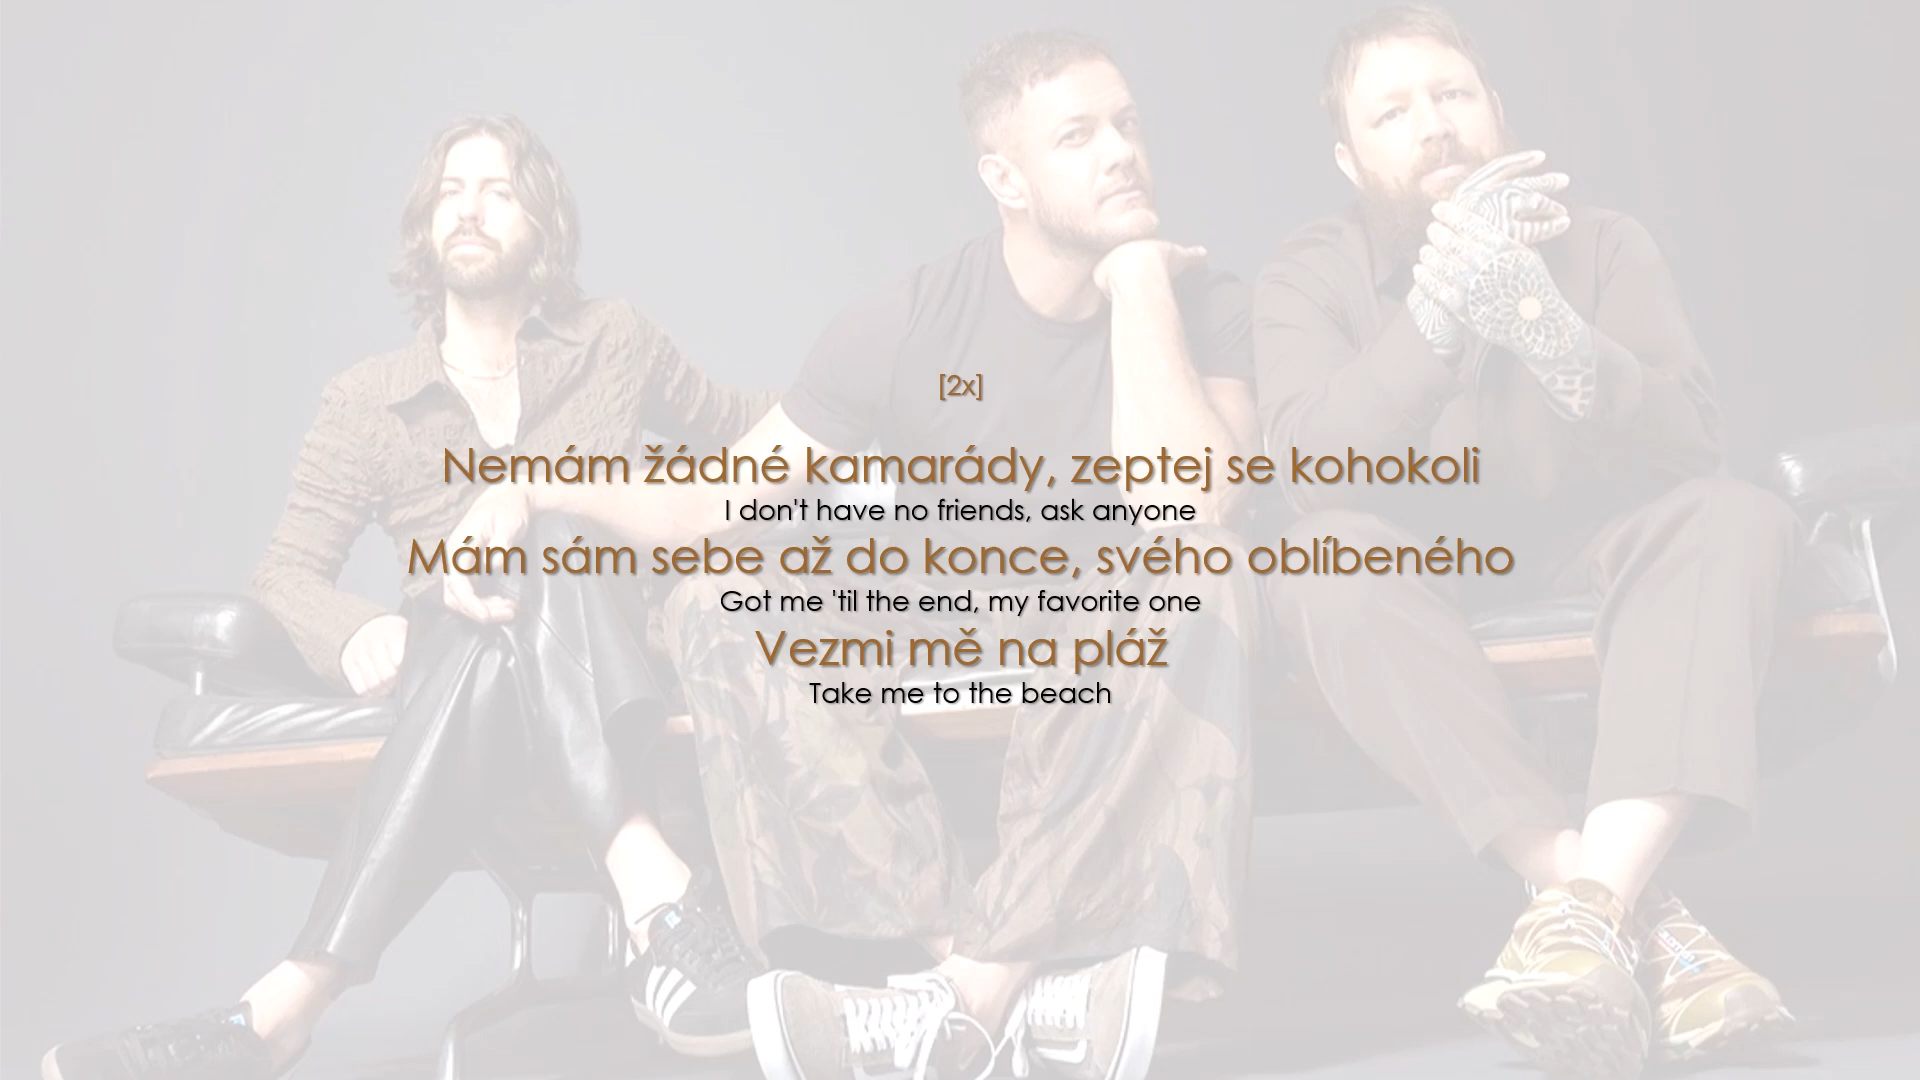 [2x]
Nemám žádné kamarády, zeptej se kohokoli
I don't have no friends, ask anyone
Mám sám sebe až do konce, svého oblíbeného
Got me 'til the end, my favorite one
Vezmi mě na pláž
Take me to the beach